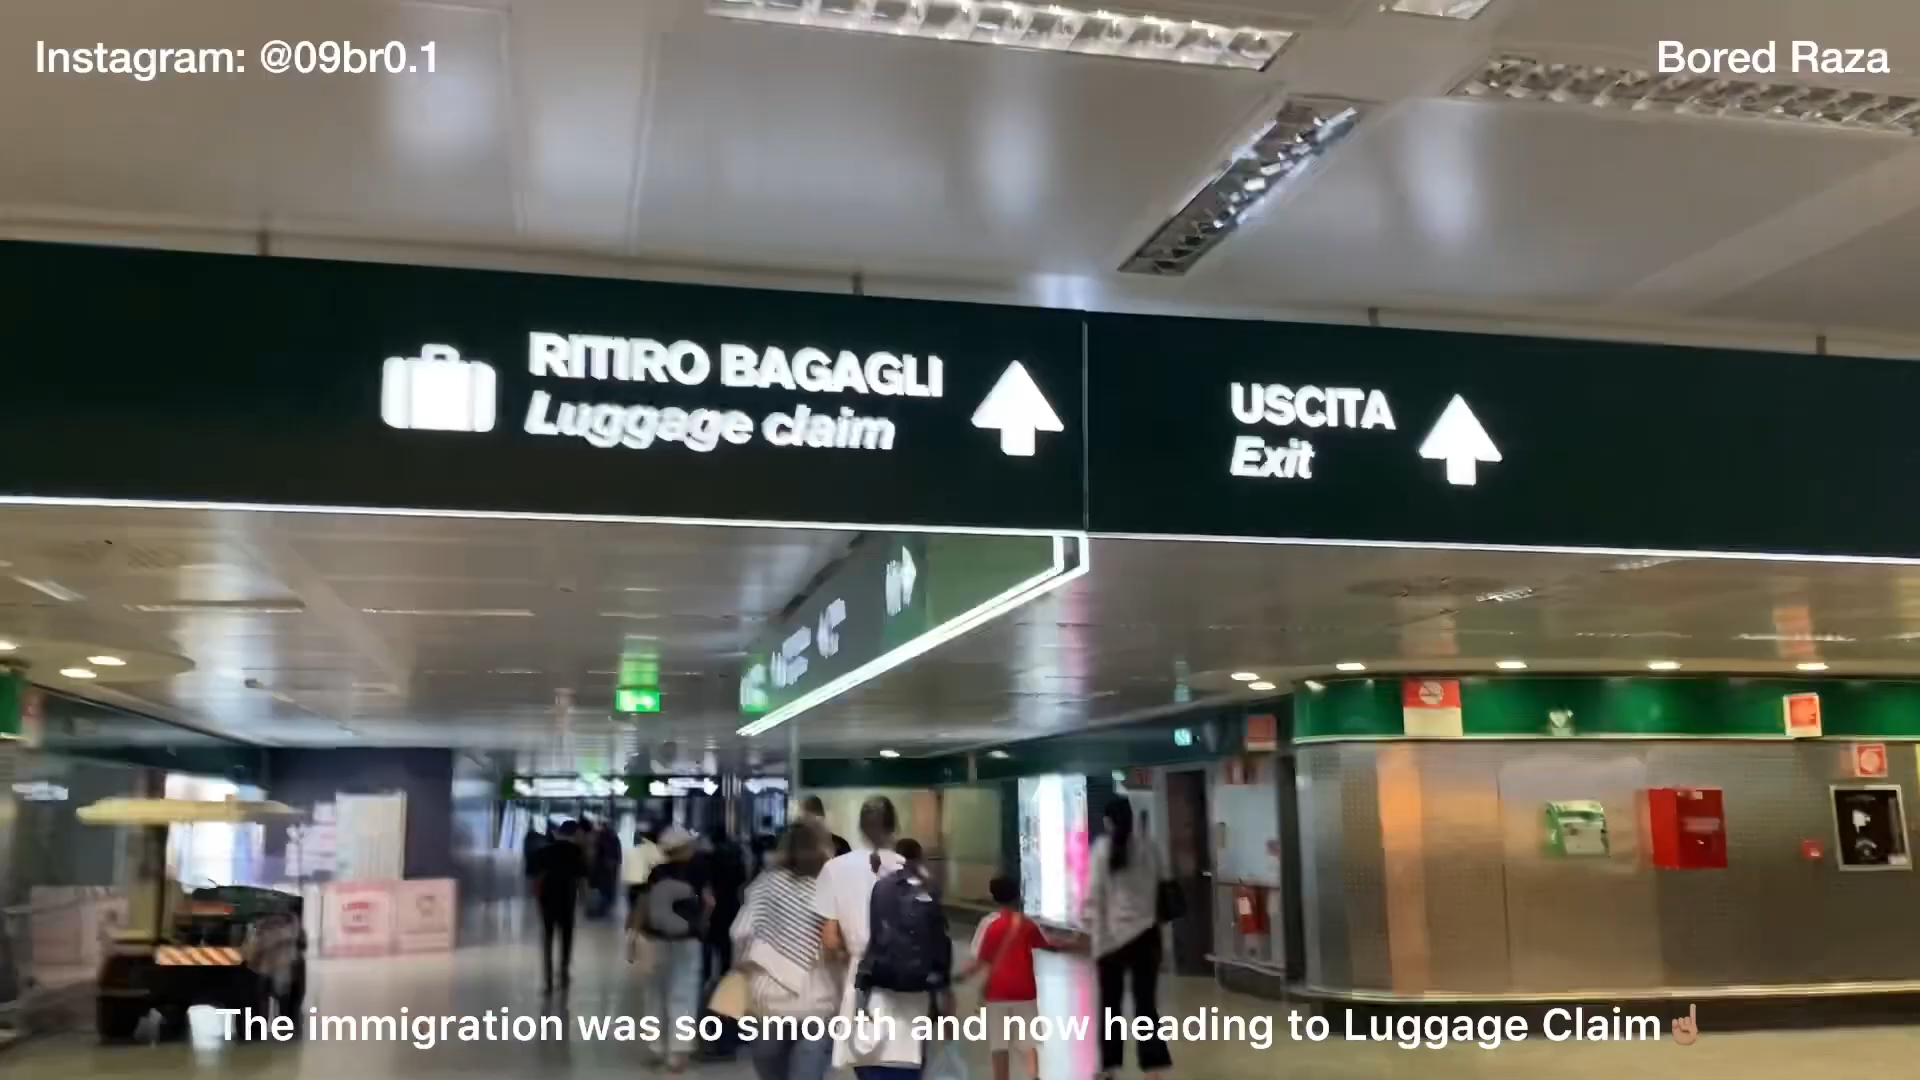 Instagram: @09br0.1
Bored Raza
RITIRO BAGAGLI
Luggage claim
USCITA
Exit
The immigration was so smooth and now heading to Luggage Claim☝🏽